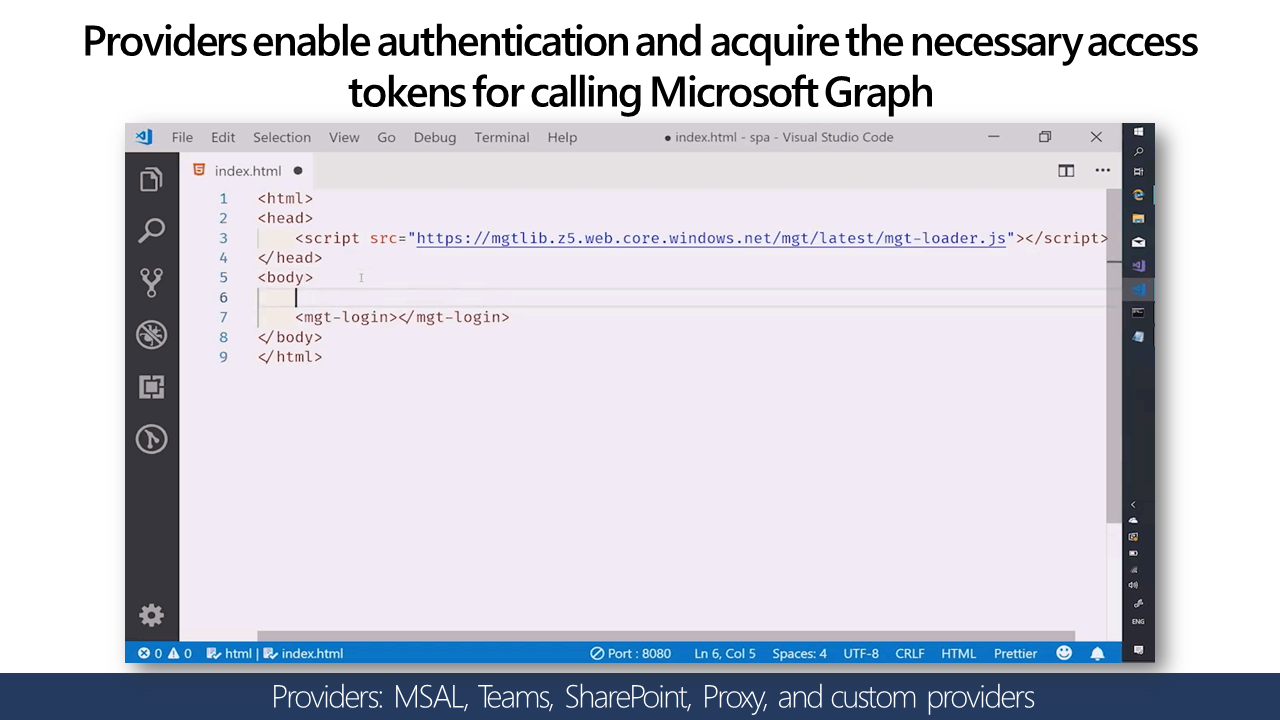 Providers enable authentication and acquire the necessary access
tokens for calling Microsoft Graph
File Edit Selection View Go Debug Terminal Help ● index.html - spa - Visual Studio Code
index.html ●
1 <html>
2 <head>
3 <script src="https://mgtlib.z5.web.core.windows.net/mgt/latest/mgt-loader.js"></script>
4 </head>
5 <body>
6
7 <mgt-login></mgt-login>
8 </body>
9 </html>
ENG
0 0 html | index.html Port : 8080 Ln 6, Col 5 Spaces: 4 UTF-8 CRLF HTML Prettier
Providers: MSAL, Teams, SharePoint, Proxy, and custom providers